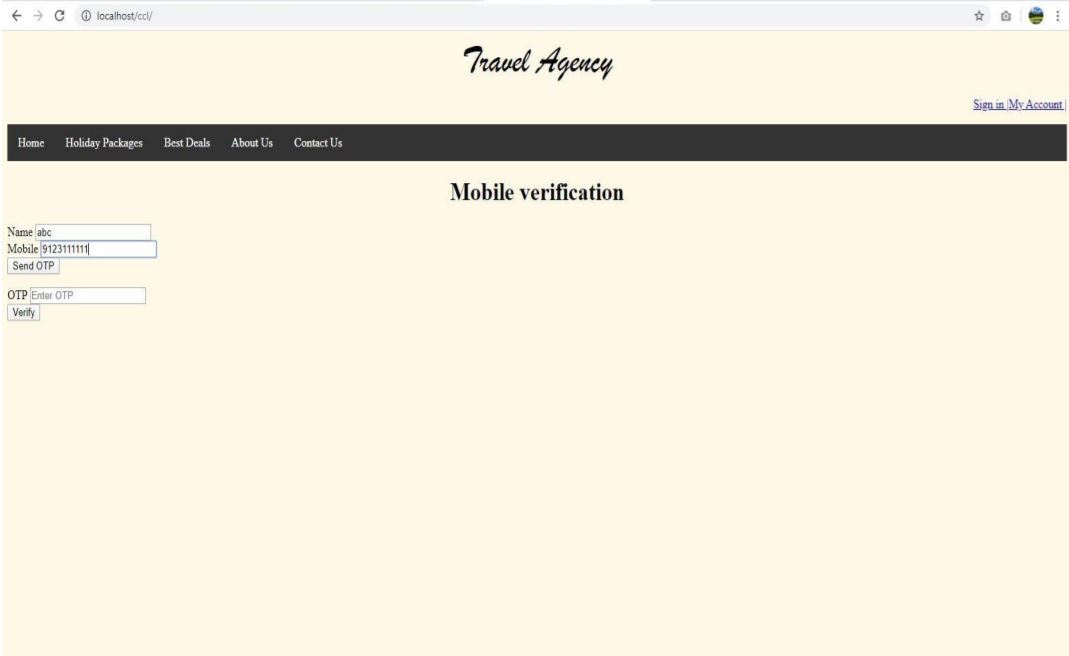 localhost/ccl/
Travel Agency
Sign in |My Account |
Home Holiday Packages Best Deals About Us Contact Us
Mobile verification
Name abc
Mobile 9123111111
Send OTP
OTP Enter OTP
Verify